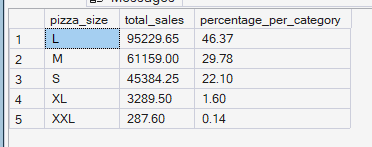 pizza_size total_sales percentage_per_category
1 L 95229.65 46.37
2 M 61159.00 29.78
3 S 45384.25 22.10
4 XL 3289.50 1.60
5 XXL 287.60 0.14